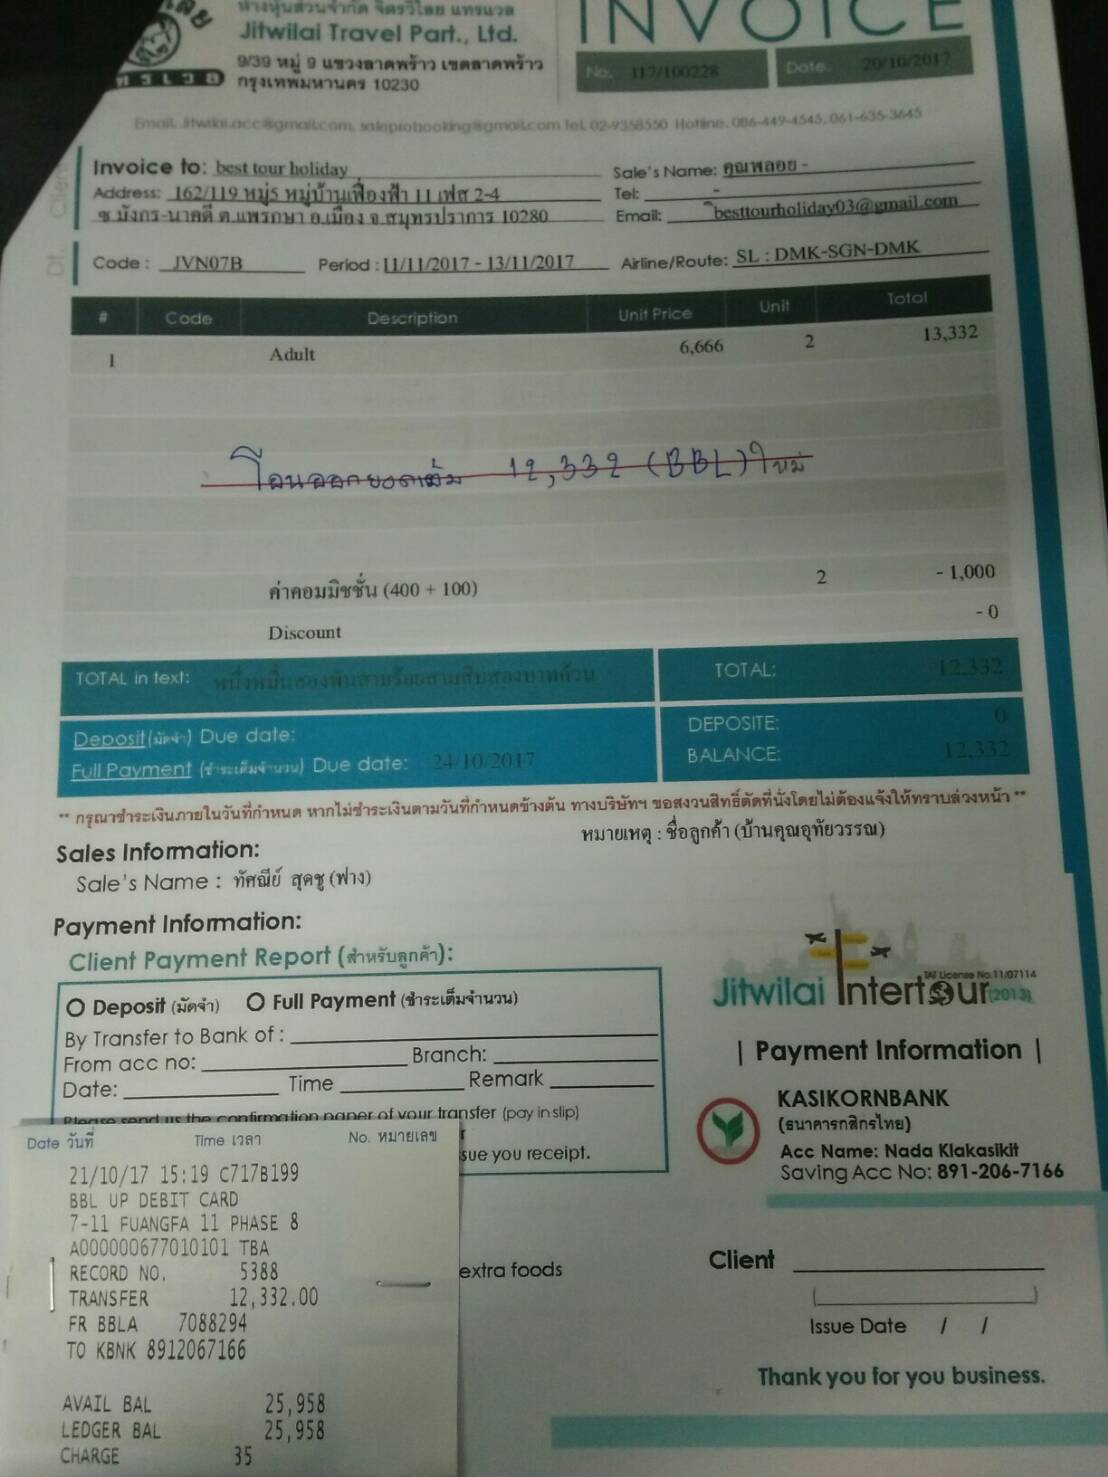 ห้างหุ้นส่วนจำกัด จิตรวิไลย แทรแวล
Jitwilai Travel Part., Ltd.
9/39 หมู่ 9 แขวงลาดพร้าว เขตลาดพร้าว
กรุงเทพมหานคร 10230
INVOICE
No. 117/100228 Date. 20/10/2017
Email. Jitwilai.acc@gmail.com, saleprobooking@gmail.com Tel. 02-9358550 Hotline. 086-449-4545, 061-635-3645
Invoice to: best tour holiday
Address: 162/119 หมู่5 หมู่บ้านเฟื่องฟ้า 11 เฟส 2-4
ซ.มังกร-นาคดี ต.แพรกษา อ.เมือง จ.สมุทรปราการ 10280
Sale's Name: คุณพลอย -
Tel: -
Email: besttourholiday03@gmail.com
Code : JVN07B Period : 11/11/2017 - 13/11/2017 Airline/Route: SL : DMK-SGN-DMK
# Code Description Unit Price Unit Total
1 Adult 6,666 2 13,332
โอนออกยอดเต็ม 12,332 (BBL) ใหม่
ค่าคอมมิชชั่น (400 + 100) 2 - 1,000
Discount - 0
TOTAL in text: หนึ่งหมื่นสองพันสามร้อยสามสิบสองบาทถ้วน TOTAL: 12,332
Deposit (มัดจำ) Due date: DEPOSITE: 0
Full Payment (ชำระเต็มจำนวน) Due date: 24/10/2017 BALANCE: 12,332
** กรุณาชำระเงินภายในวันที่กำหนด หากไม่ชำระเงินตามวันที่กำหนดข้างต้น ทางบริษัทฯ ขอสงวนสิทธิ์ตัดที่นั่งโดยไม่ต้องแจ้งให้ทราบล่วงหน้า **
หมายเหตุ : ชื่อลูกค้า (บ้านคุณอุทัยวรรณ)
Sales Information:
Sale's Name : ทัศณีย์ สุดชู (ฟาง)
Payment Information:
Client Payment Report (สำหรับลูกค้า):
O Deposit (มัดจำ) O Full Payment (ชำระเต็มจำนวน)
By Transfer to Bank of :
From acc no: Branch:
Date: Time Remark
Please send us the confirmation paper of your transfer (pay in slip)
sue you receipt.
extra foods
TAT License No.11/07114
Jitwilai Intertour (2013)
| Payment Information |
KASIKORNBANK
(ธนาคารกสิกรไทย)
Acc Name: Nada Klakasikit
Saving Acc No: 891-206-7166
Client
Issue Date / /
Thank you for you business.
Date วันที่ Time เวลา No. หมายเลข
21/10/17 15:19 C717B199
BBL UP DEBIT CARD
7-11 FUANGFA 11 PHASE 8
A000000677010101 TBA
RECORD NO. 5388
TRANSFER 12,332.00
FR BBLA 7088294
TO KBNK 8912067166
AVAIL BAL 25,958
LEDGER BAL 25,958
CHARGE 35